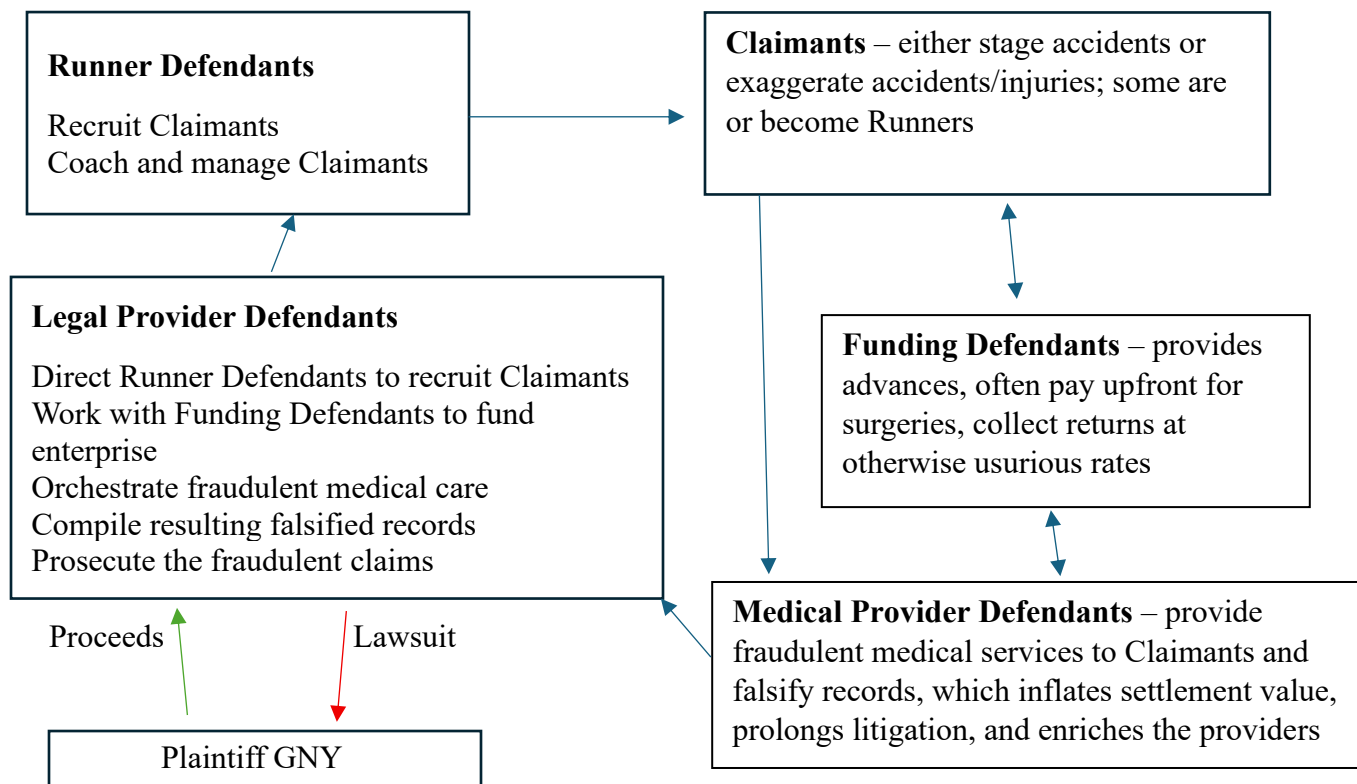 Runner Defendants
Recruit Claimants
Coach and manage Claimants
Claimants – either stage accidents or
exaggerate accidents/injuries; some are
or become Runners
Legal Provider Defendants
Direct Runner Defendants to recruit Claimants
Work with Funding Defendants to fund
enterprise
Orchestrate fraudulent medical care
Compile resulting falsified records
Prosecute the fraudulent claims
Funding Defendants – provides
advances, often pay upfront for
surgeries, collect returns at
otherwise usurious rates
Medical Provider Defendants – provide
fraudulent medical services to Claimants and
falsify records, which inflates settlement value,
prolongs litigation, and enriches the providers
Proceeds
Lawsuit
Plaintiff GNY